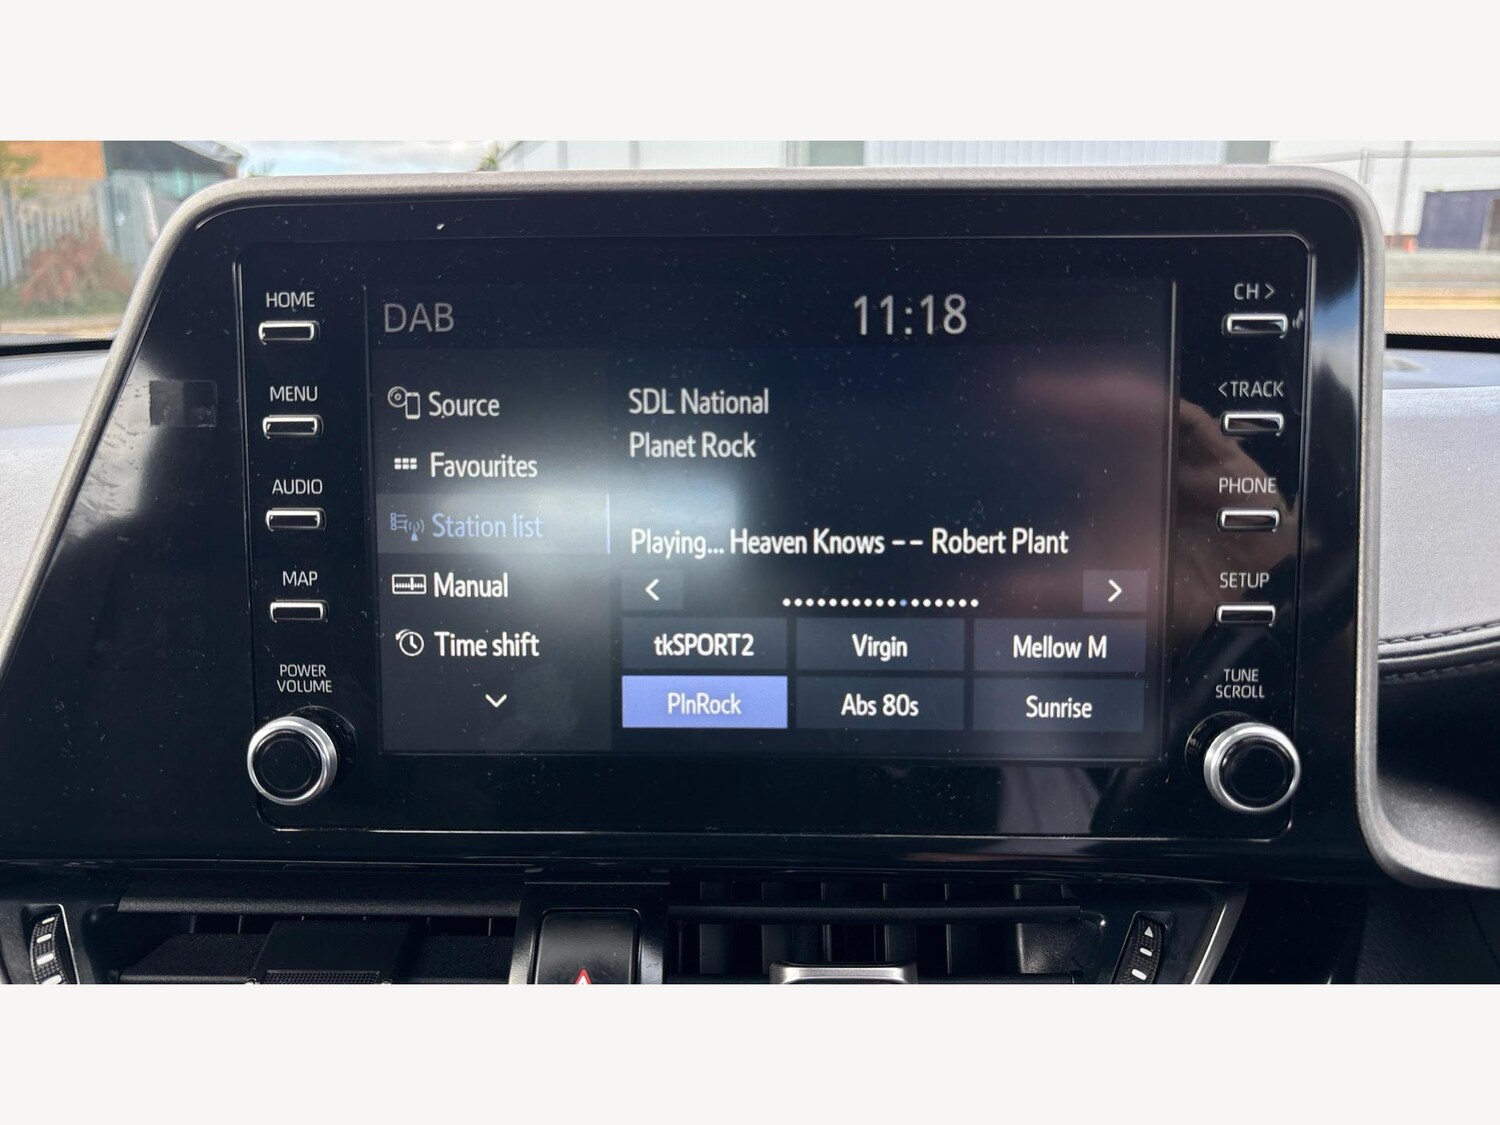 HOME
MENU
AUDIO
MAP
POWER
VOLUME
DAB
11:18
Source
Favourites
Station list
Manual
Time shift
SDL National
Planet Rock
Playing... Heaven Knows -- Robert Plant
<
>
tkSPORT2
Virgin
Mellow M
PlnRock
Abs 80s
Sunrise
CH >
< TRACK
PHONE
SETUP
TUNE
SCROLL